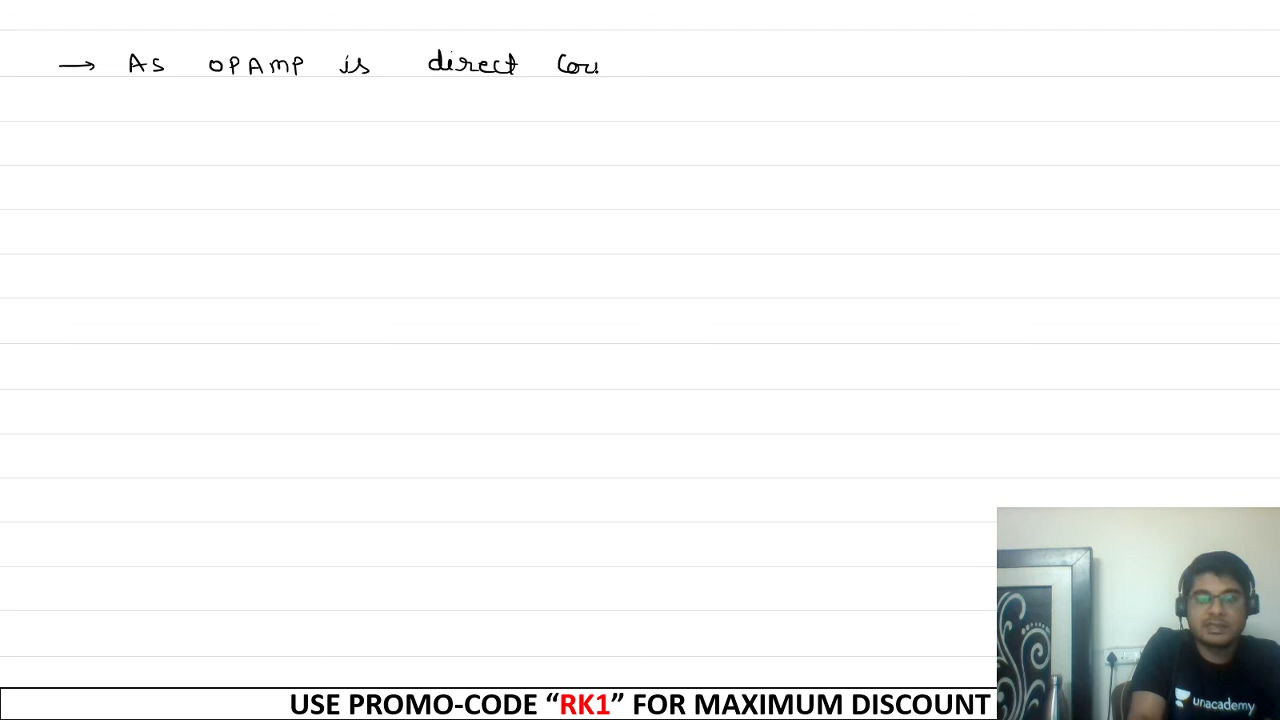 → As OPAMP is direct Cou
unacademy
USE PROMO-CODE “RK1” FOR MAXIMUM DISCOUNT